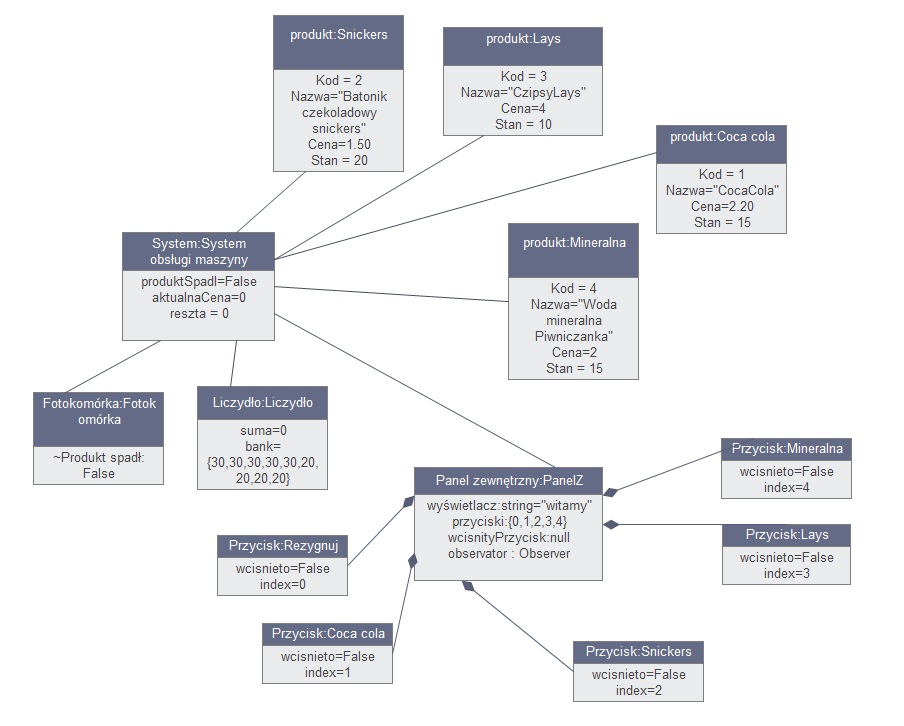 produkt:Snickers
Kod = 2
Nazwa="Batonik
czekoladowy
snickers"
Cena=1.50
Stan = 20
produkt:Lays
Kod = 3
Nazwa="CzipsyLays"
Cena=4
Stan = 10
produkt:Coca cola
Kod = 1
Nazwa="CocaCola"
Cena=2.20
Stan = 15
System:System
obsługi maszyny
produktSpadl=False
aktualnaCena=0
reszta = 0
produkt:Mineralna
Kod = 4
Nazwa="Woda
mineralna
Piwniczanka"
Cena=2
Stan = 15
Fotokomórka:Fotok
omórka
~Produkt spadł:
False
Liczydło:Liczydło
suma=0
bank=
{30,30,30,30,30,20,
20,20,20}
Panel zewnętrzny:PanelZ
wyświetlacz:string="witamy"
przyciski:{0,1,2,3,4}
wcisnityPrzycisk:null
observator : Observer
Przycisk:Mineralna
wcisnieto=False
index=4
Przycisk:Lays
wcisnieto=False
index=3
Przycisk:Rezygnuj
wcisnieto=False
index=0
Przycisk:Coca cola
wcisnieto=False
index=1
Przycisk:Snickers
wcisnieto=False
index=2